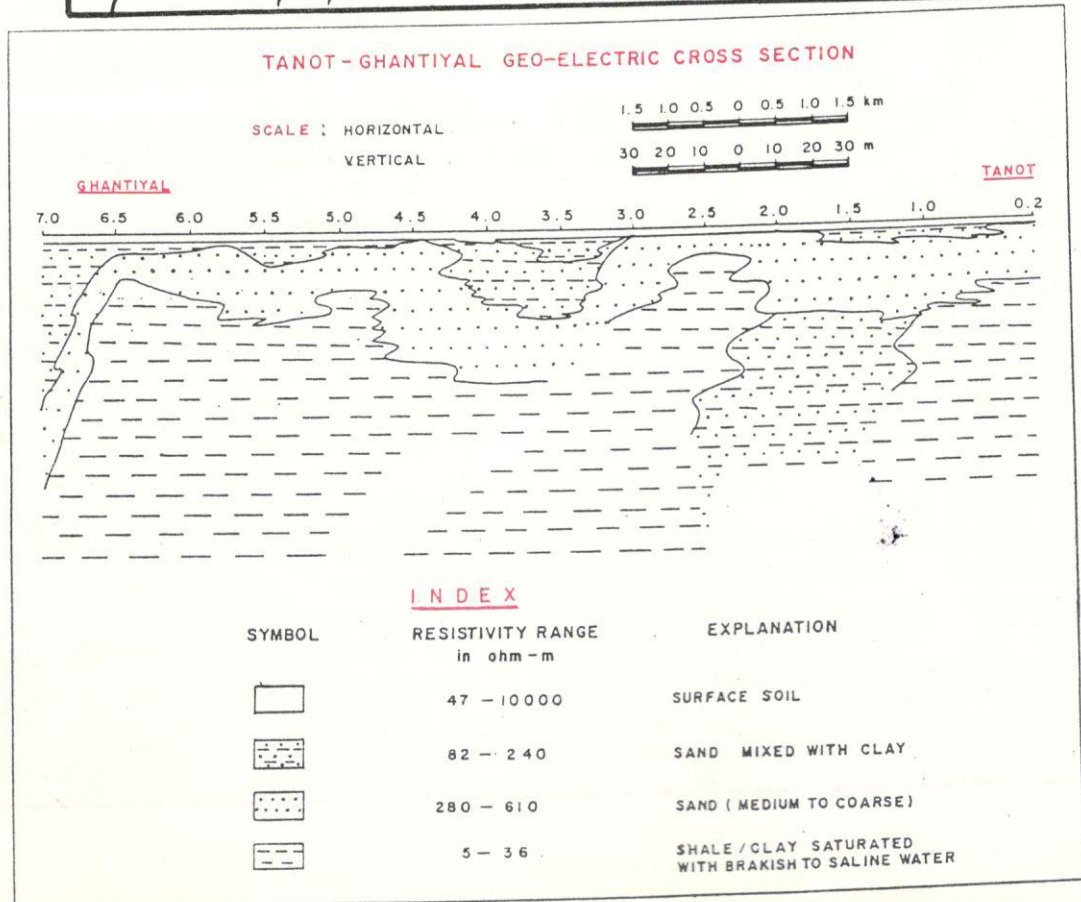 TANOT-GHANTIYAL GEO-ELECTRIC CROSS SECTION
1.5 1.0 0.5 0 0.5 1.0 1.5 km
SCALE : HORIZONTAL
VERTICAL
30 20 10 0 10 20 30 m
GHANTIYAL
TANOT
7.0 6.5 6.0 5.5 5.0 4.5 4.0 3.5 3.0 2.5 2.0 1.5 1.0 0.2
INDEX
SYMBOL RESISTIVITY RANGE EXPLANATION
in ohm-m
47 - 10000 SURFACE SOIL
82 - 240 SAND MIXED WITH CLAY
280 - 610 SAND (MEDIUM TO COARSE)
5 - 36 SHALE/CLAY SATURATED
WITH BRAKISH TO SALINE WATER